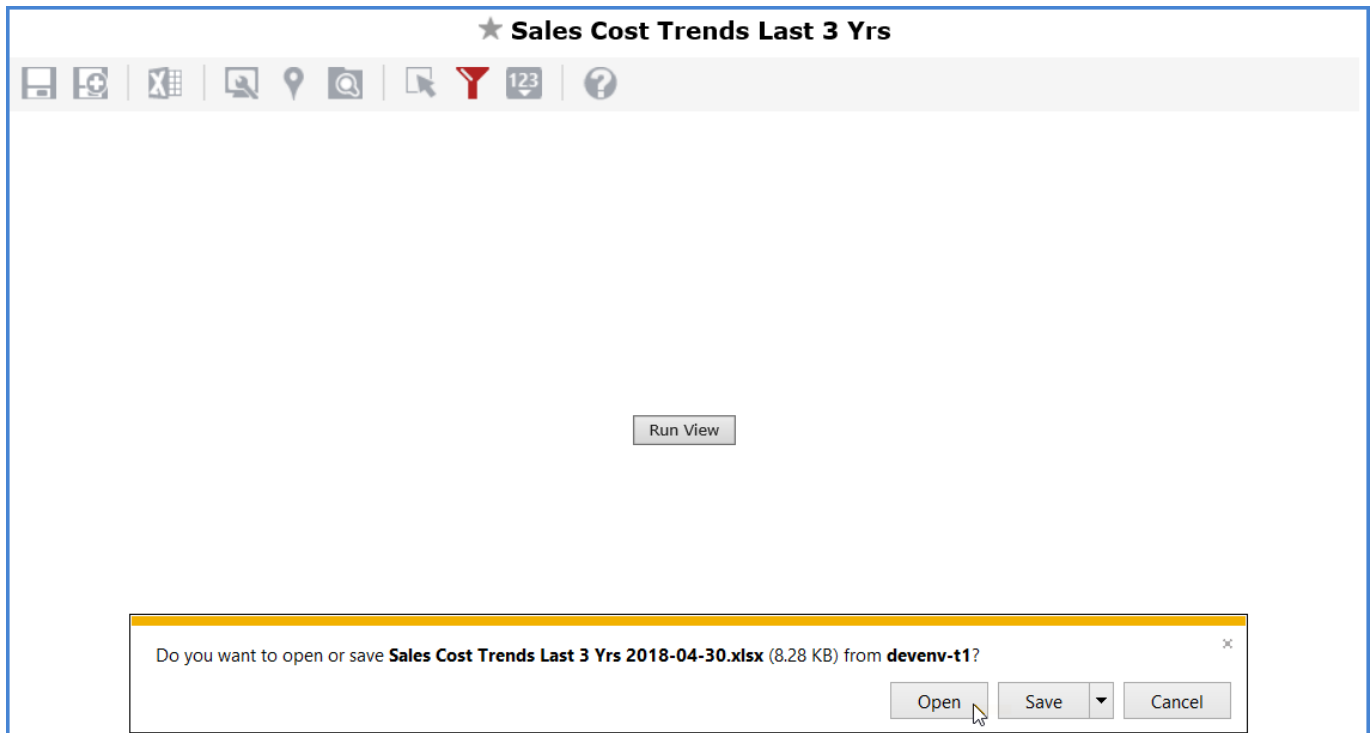 Sales Cost Trends Last 3 Yrs
X
123
?
Run View
Do you want to open or save Sales Cost Trends Last 3 Yrs 2018-04-30.xlsx (8.28 KB) from devenv-t1?
Open Save Cancel